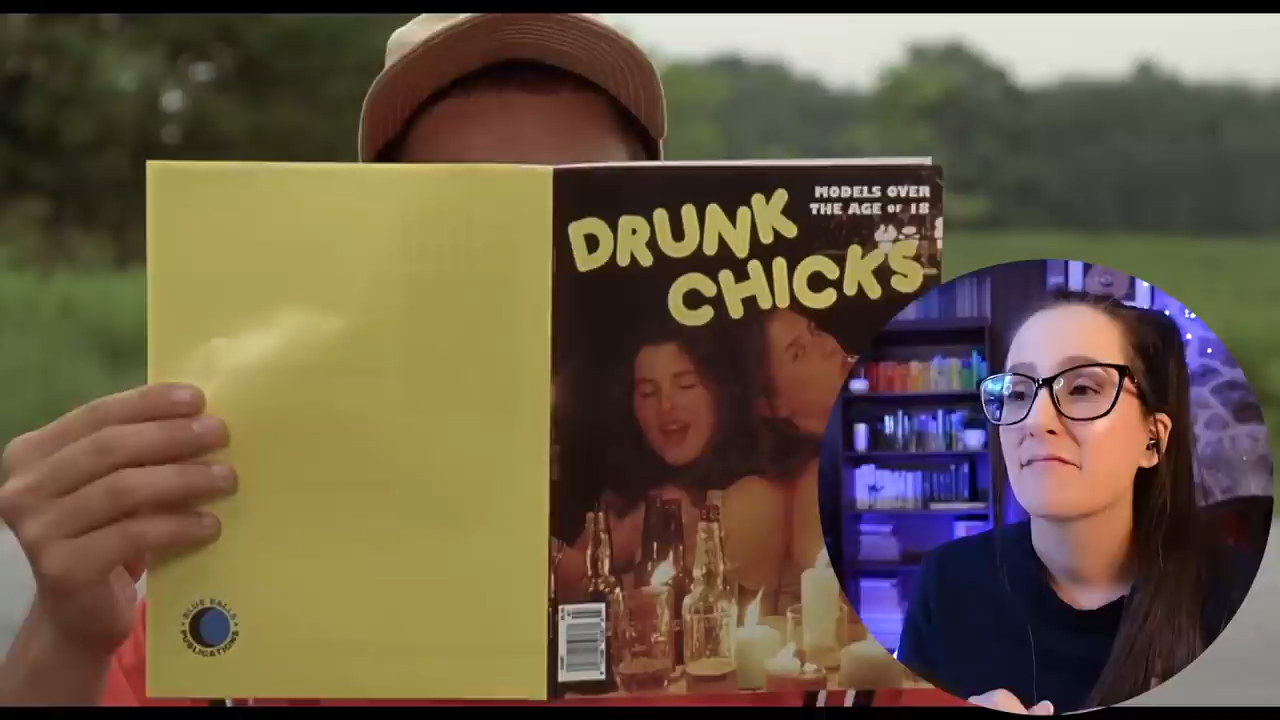 MODELS OVER
THE AGE OF 18
DRUNK
CHICKS
BLUE BALLS
PUBLICATIONS